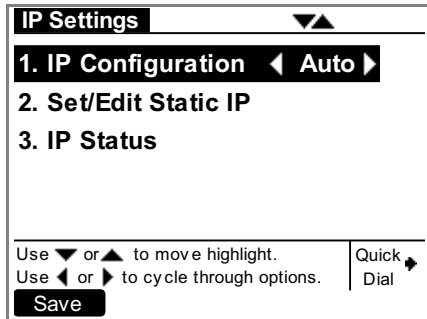 IP Settings
1. IP Configuration Auto
2. Set/Edit Static IP
3. IP Status
Use or to move highlight.
Use or to cycle through options.
Quick
Dial
Save